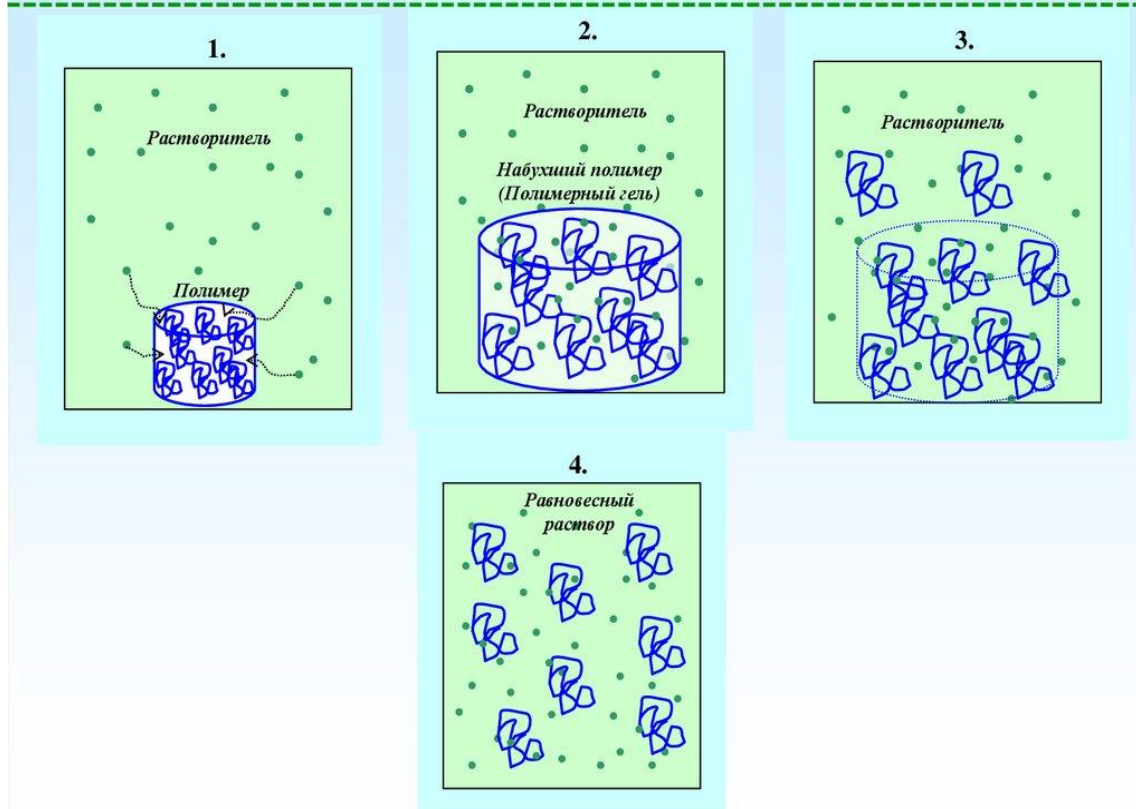 1.
Растворитель
Полимер
2.
Растворитель
Набухший полимер
(Полимерный гель)
3.
Растворитель
4.
Равновесный
раствор